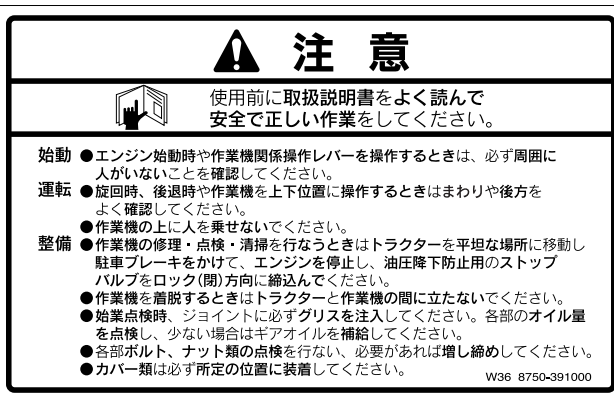 注 意
使用前に取扱説明書をよく読んで
安全で正しい作業をしてください。
始動 ●エンジン始動時や作業機関係操作レバーを操作するときは、必ず周囲に
人がいないことを確認してください。
運転 ●旋回時、後退時や作業機を上下位置に操作するときはまわりや後方を
よく確認してください。
●作業機の上に人を乗せないでください。
整備 ●作業機の修理・点検・清掃を行なうときはトラクターを平坦な場所に移動し
駐車ブレーキをかけて、エンジンを停止し、油圧降下防止用のストップ
バルブをロック(閉)方向に締込んでください。
●作業機を着脱するときはトラクターと作業機の間に立たないでください。
●始業点検時、ジョイントに必ずグリスを注入してください。各部のオイル量
を点検し、少ない場合はギアオイルを補給してください。
●各部ボルト、ナット類の点検を行ない、必要があれば増し締めしてください。
●カバー類は必ず所定の位置に装着してください。
W36 8750-391000